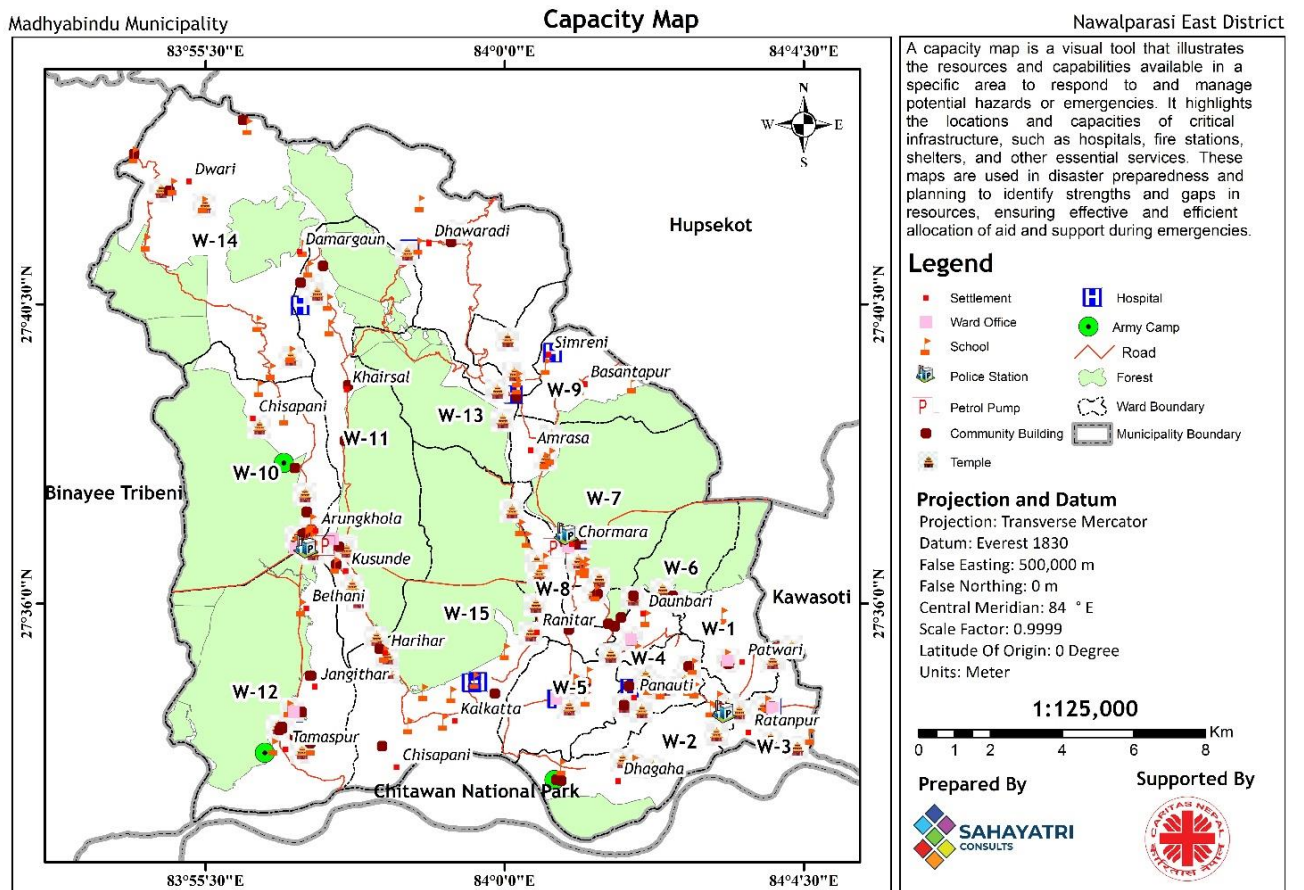 Madhyabindu Municipality
Capacity Map
Nawalparasi East District
83°55'30"E
84°0'0"E
84°4'30"E
A capacity map is a visual tool that illustrates
the resources and capabilities available in a
specific area to respond to and manage
potential hazards or emergencies. It highlights
the locations and capacities of critical
infrastructure, such as hospitals, fire stations,
shelters, and other essential services. These
maps are used in disaster preparedness and
planning to identify strengths and gaps in
resources, ensuring effective and efficient
allocation of aid and support during emergencies.
N
W
E
S
Dwari
W-14
Damargaun
Dhawaradi
Hupsekot
27°40'30"N
27°40'30"N
H
Simreni
H
Basantapur
W-9
Khairsal
Chisapani
W-13
W-11
Amrasa
W-10
Binayee Tribeni
W-7
Arungkhola
P
Chormara
P
Kusunde
W-6
W-8
Belhani
Daunbari
Kawasoti
27°36'0"N
27°36'0"N
W-15
Ranitar
W-1
Harihar
W-4
Patwari
Jangithar
H
W-5
Panauti
W-12
Kalkatta
Ratanpur
Tamaspur
W-2
W-3
Chisapani
Dhagaha
Chitawan National Park
83°55'30"E
84°0'0"E
84°4'30"E
Legend
Settlement
Ward Office
School
Police Station
P Petrol Pump
Community Building
Temple
H Hospital
Army Camp
Road
Forest
Ward Boundary
Municipality Boundary
Projection and Datum
Projection: Transverse Mercator
Datum: Everest 1830
False Easting: 500,000 m
False Northing: 0 m
Central Meridian: 84 ° E
Scale Factor: 0.9999
Latitude Of Origin: 0 Degree
Units: Meter
1:125,000
0 1 2 4 6 8 Km
Prepared By
Supported By
SAHAYATRI
CONSULTS
CARITAS NEPAL
कारितास नेपाल